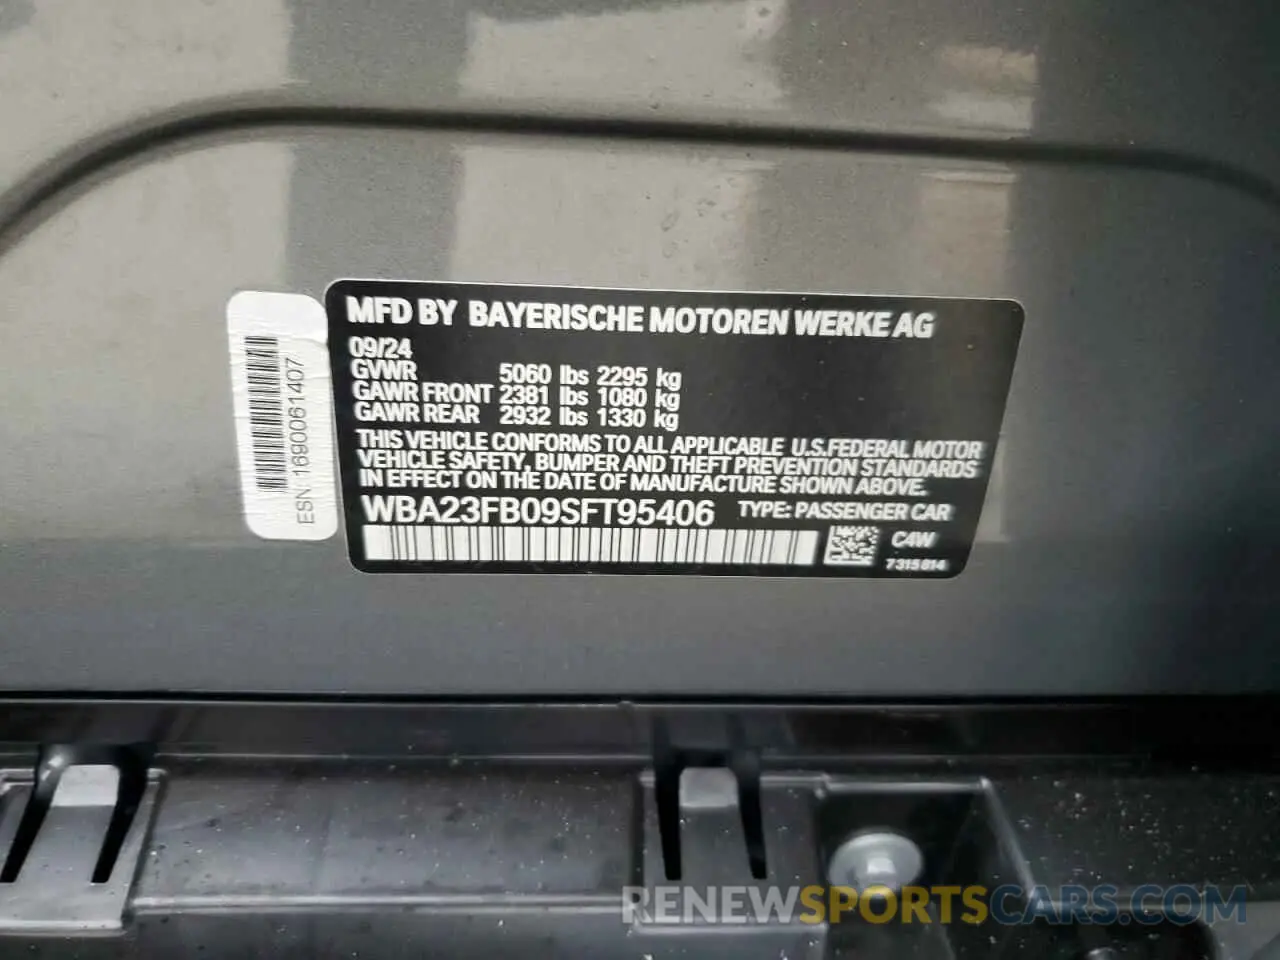 MFD BY BAYERISCHE MOTOREN WERKE AG
09/24
GVWR 5060 lbs 2295 kg
GAWR FRONT 2381 lbs 1080 kg
GAWR REAR 2932 lbs 1330 kg
THIS VEHICLE CONFORMS TO ALL APPLICABLE U.S.FEDERAL MOTOR
VEHICLE SAFETY, BUMPER AND THEFT PREVENTION STANDARDS
IN EFFECT ON THE DATE OF MANUFACTURE SHOWN ABOVE.
WBA23FB09SFT95406 TYPE: PASSENGER CAR
C4W
7315814
ESN:1690061407
RENEWSPORTSCARS.COM